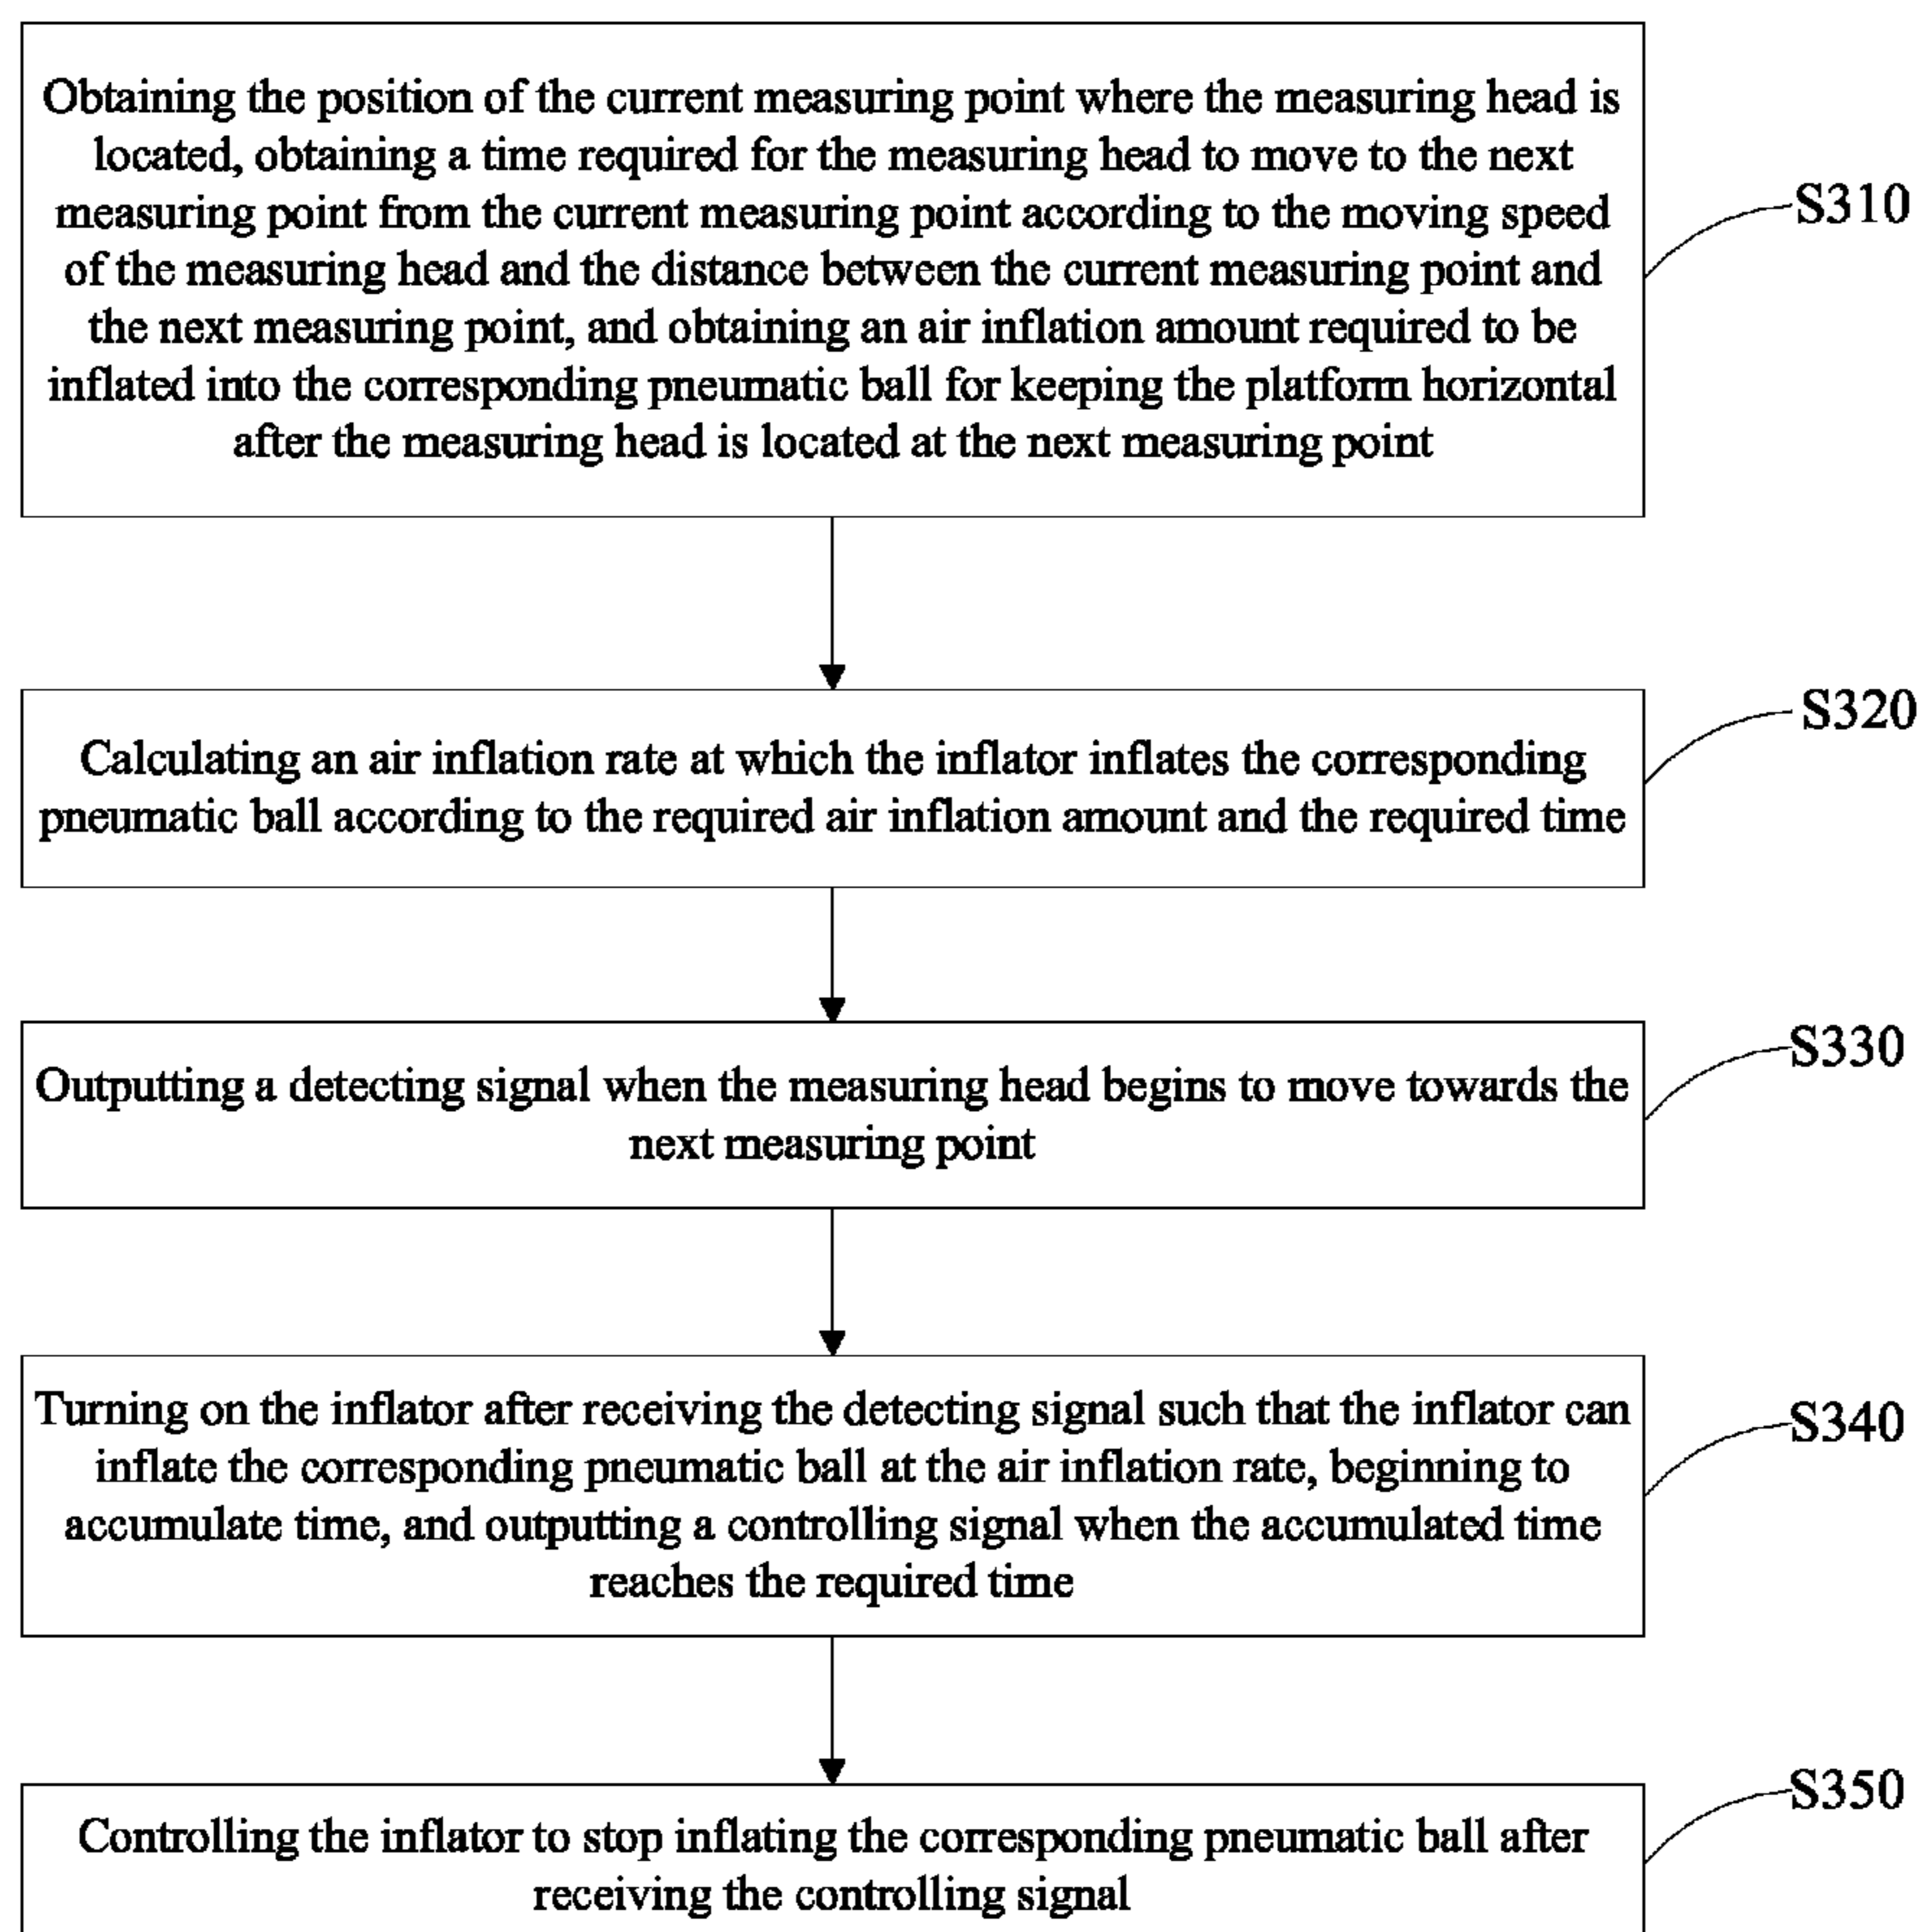 Obtaining the position of the current measuring point where the measuring head is
located, obtaining a time required for the measuring head to move to the next
measuring point from the current measuring point according to the moving speed
of the measuring head and the distance between the current measuring point and
the next measuring point, and obtaining an air inflation amount required to be
inflated into the corresponding pneumatic ball for keeping the platform horizontal
after the measuring head is located at the next measuring point
S310
Calculating an air inflation rate at which the inflator inflates the corresponding
pneumatic ball according to the required air inflation amount and the required time
S320
Outputting a detecting signal when the measuring head begins to move towards the
next measuring point
S330
Turning on the inflator after receiving the detecting signal such that the inflator can
inflate the corresponding pneumatic ball at the air inflation rate, beginning to
accumulate time, and outputting a controlling signal when the accumulated time
reaches the required time
S340
Controlling the inflator to stop inflating the corresponding pneumatic ball after
receiving the controlling signal
S350